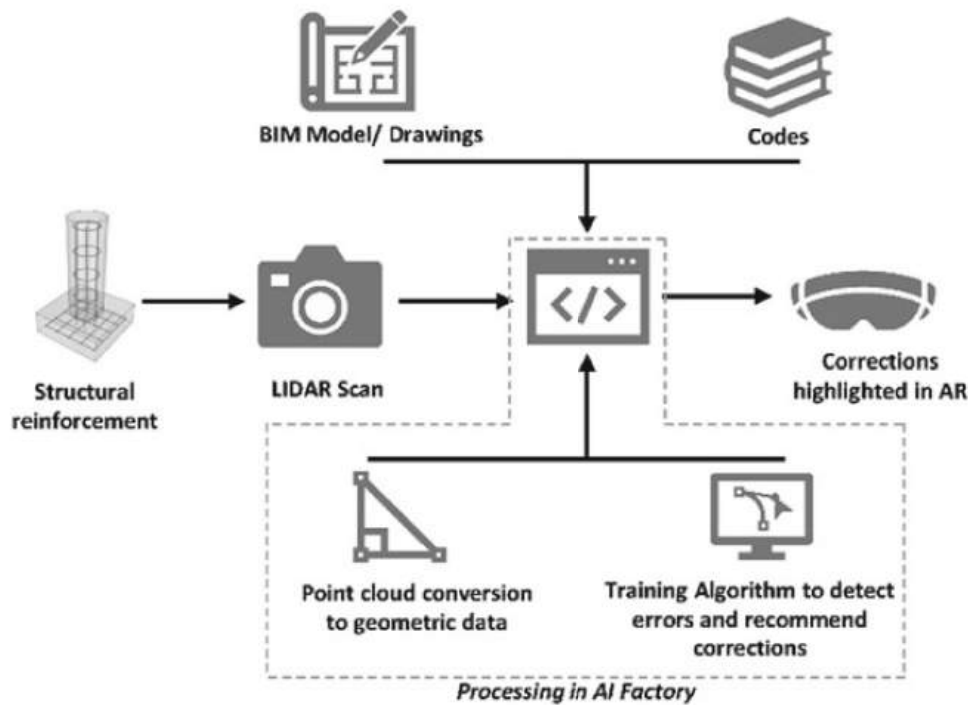 BIM Model/ Drawings
Codes
</>
Structural
reinforcement
LIDAR Scan
Corrections
highlighted in AR
Point cloud conversion
to geometric data
Training Algorithm to detect
errors and recommend
corrections
Processing in AI Factory